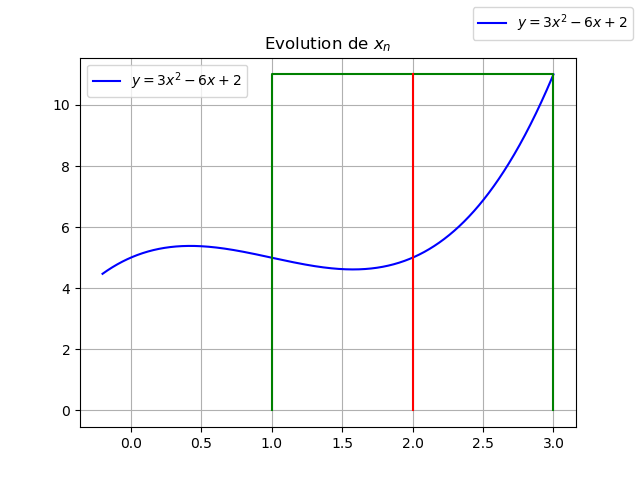 y = 3x² − 6x + 2
Evolution de xₙ
y = 3x² − 6x + 2
10
8
6
4
2
0
0.0 0.5 1.0 1.5 2.0 2.5 3.0